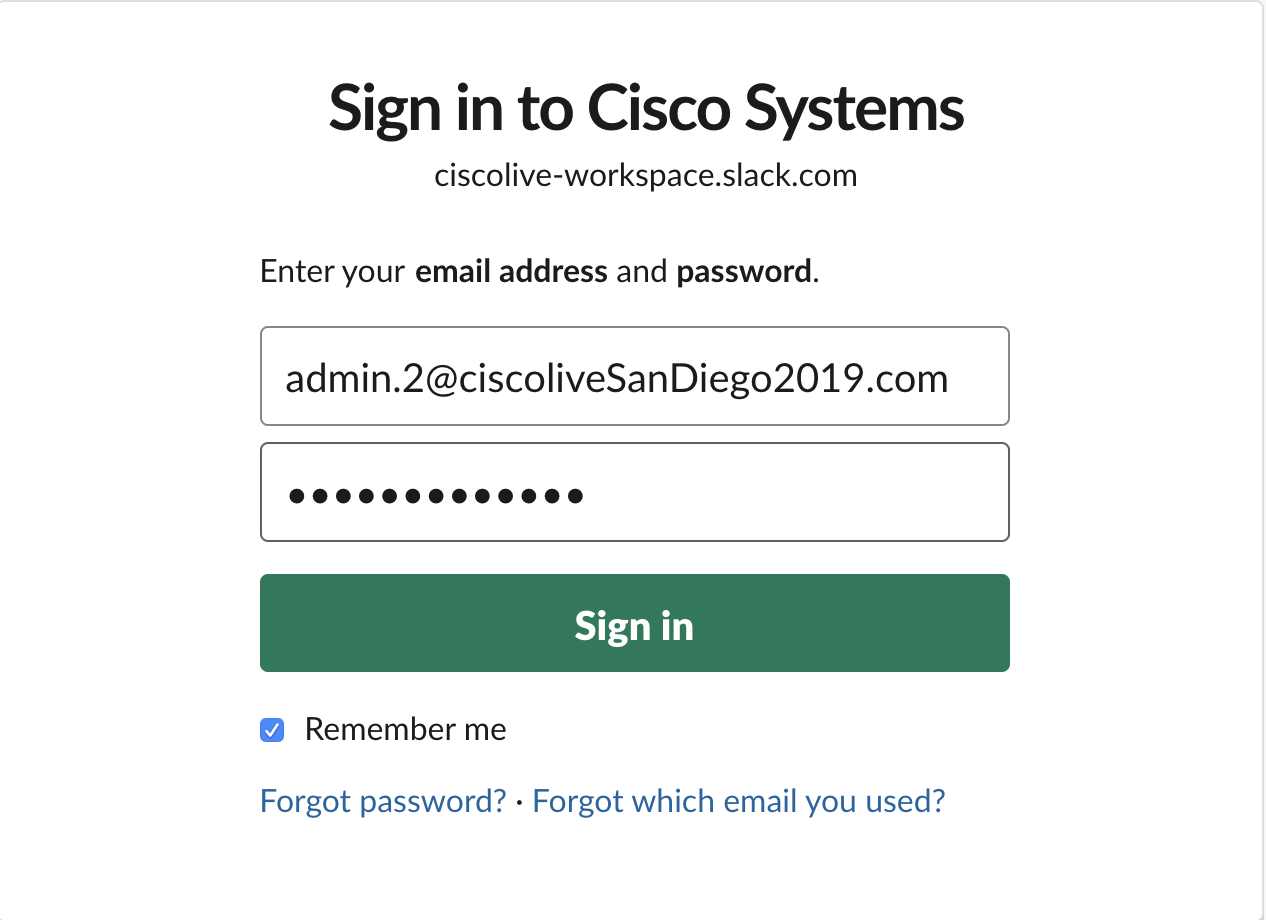 Sign in to Cisco Systems
ciscolive-workspace.slack.com
Enter your email address and password.
admin.2@ciscoliveSanDiego2019.com
•••••••••••••
Sign in
Remember me
Forgot password? · Forgot which email you used?